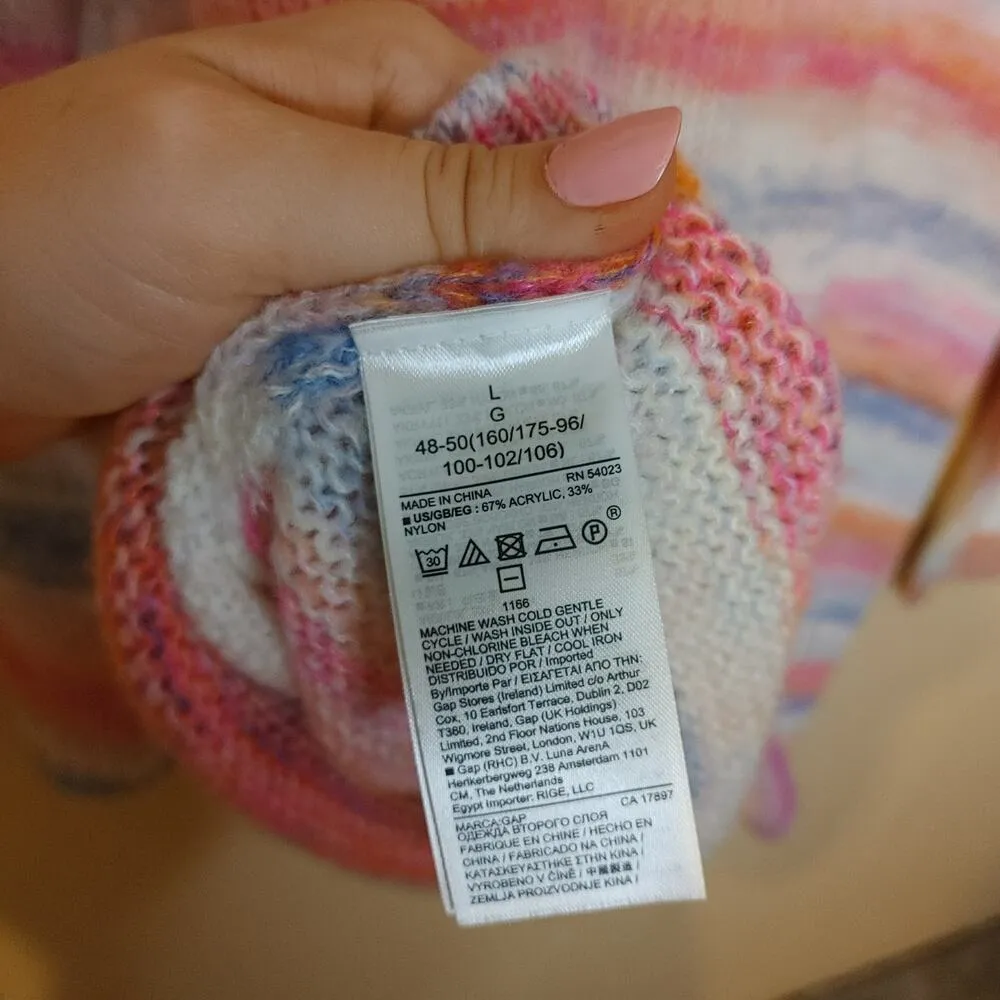 L
G
48-50(160/175-96/
100-102/106)
MADE IN CHINA RN 54023
■ US/GB/EG : 67% ACRYLIC, 33%
NYLON
30 P ®
1166
MACHINE WASH COLD GENTLE
CYCLE / WASH INSIDE OUT / ONLY
NON-CHLORINE BLEACH WHEN
NEEDED / DRY FLAT / COOL IRON
DISTRIBUIDO POR / Imported
By/Importe Par / ΕΙΣΑΓΕΤΑΙ ΑΠΟ ΤΗΝ:
Gap Stores (Ireland) Limited c/o Arthur
Cox, 10 Earlsfort Terrace, Dublin 2, D02
T380, Ireland, Gap (UK Holdings)
Limited, 2nd Floor Nations House, 103
Wigmore Street, London, W1U 1QS, UK
■ Gap (RHC) B.V. Luna ArenA
Herikerbergweg 238 Amsterdam 1101
CM, The Netherlands
Egypt Importer: RIGE, LLC
CA 17897
MARCA:GAP
ОДЕЖДА ВТОРОГО СЛОЯ
FABRIQUÉ EN CHINE / HECHO EN
CHINA / FABRICADO NA CHINA /
ΚΑΤΑΣΚΕΥΑΣΤΗΚΕ ΣΤΗΝ ΚΙΝΑ /
VYROBENO V ČÍNĚ / 中國製造 /
ZEMLJA PROIZVODNJE KINA /